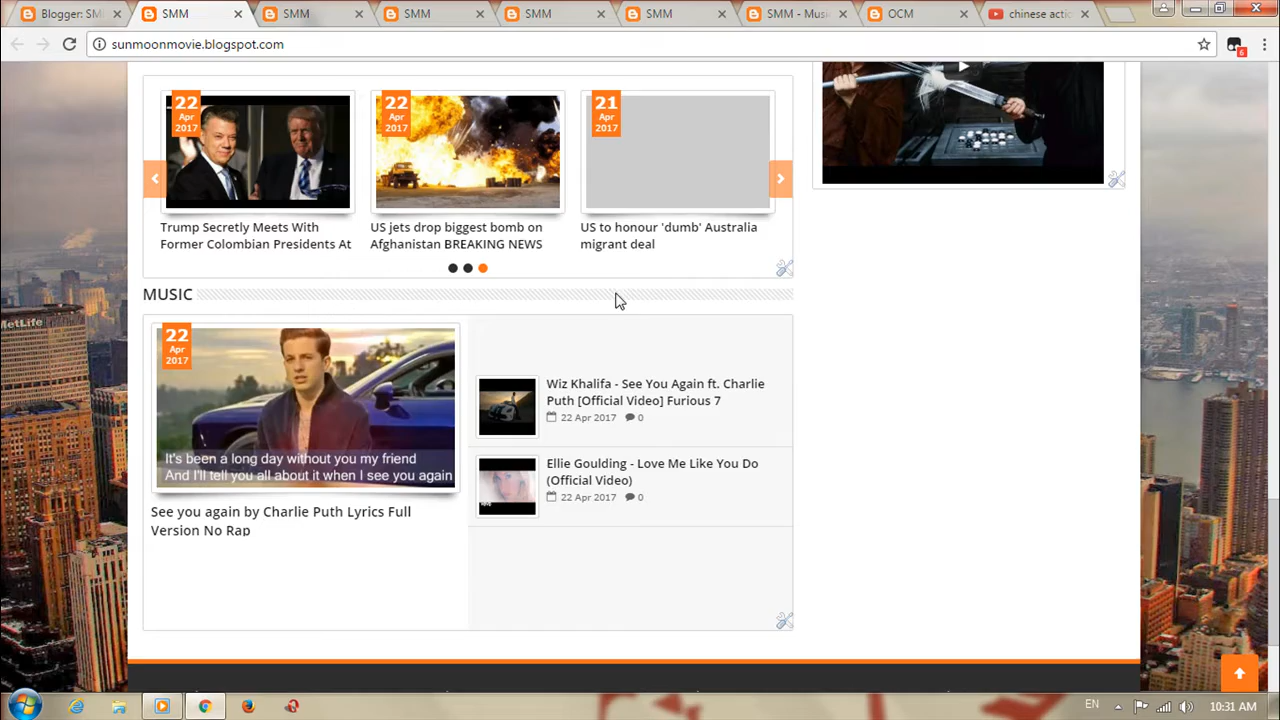 Blogger: SM
SMM
SMM
SMM
SMM
SMM
SMM - Musi
OCM
chinese actio
sunmoonmovie.blogspot.com
6
22
Apr
2017
22
Apr
2017
21
Apr
2017
Trump Secretly Meets With
Former Colombian Presidents At
US jets drop biggest bomb on
Afghanistan BREAKING NEWS
US to honour 'dumb' Australia
migrant deal
MUSIC
MetLife
22
Apr
2017
It's been a long day without you my friend
And I'll tell you all about it when I see you again
See you again by Charlie Puth Lyrics Full
Version No Rap
Wiz Khalifa - See You Again ft. Charlie
Puth [Official Video] Furious 7
22 Apr 2017 0
Ellie Goulding - Love Me Like You Do
(Official Video)
22 Apr 2017 0
EN
10:31 AM